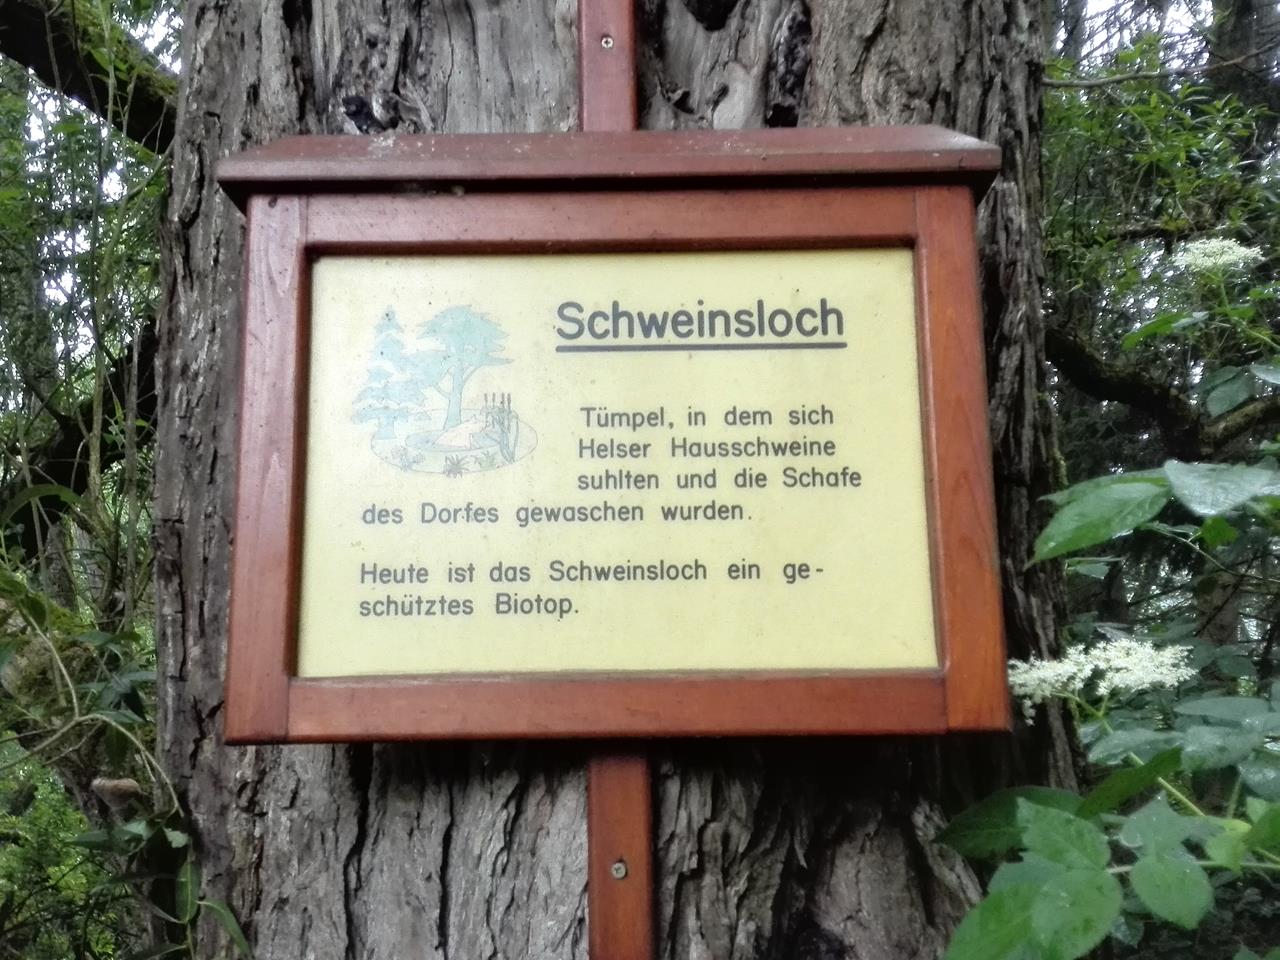 Schweinsloch
Tümpel, in dem sich
Helser Hausschweine
suhlten und die Schafe
des Dorfes gewaschen wurden.
Heute ist das Schweinsloch ein ge-
schütztes Biotop.